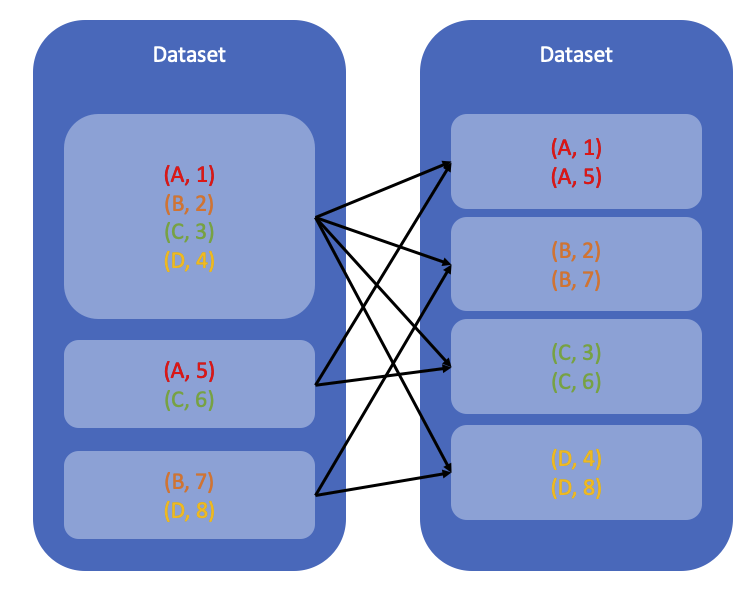 Dataset
(A, 1)
(B, 2)
(C, 3)
(D, 4)
(A, 5)
(C, 6)
(B, 7)
(D, 8)
Dataset
(A, 1)
(A, 5)
(B, 2)
(B, 7)
(C, 3)
(C, 6)
(D, 4)
(D, 8)